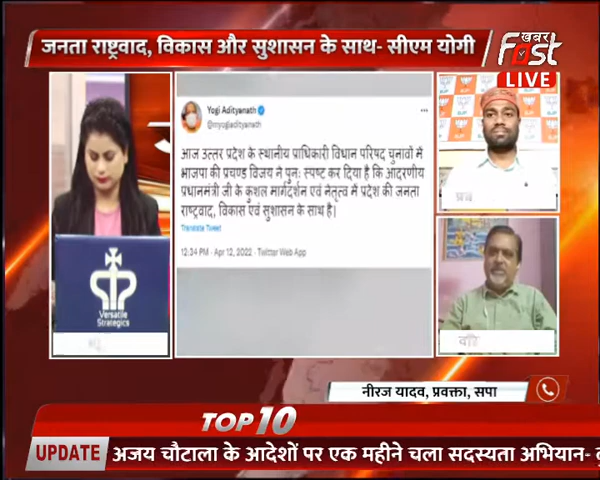 जनता राष्ट्रवाद, विकास और सुशासन के साथ- सीएम योगी
खबर
Fast
LIVE
Yogi Adityanath
@myogiadityanath
आज उत्तर प्रदेश के स्थानीय प्राधिकारी विधान परिषद् चुनावों में
भाजपा की प्रचण्ड विजय ने पुनः स्पष्ट कर दिया है कि आदरणीय
प्रधानमंत्री जी के कुशल मार्गदर्शन एवं नेतृत्व में प्रदेश की जनता
राष्ट्रवाद, विकास एवं सुशासन के साथ है।
Translate Tweet
12:34 PM · Apr 12, 2022 · Twitter Web App
Versatile
Strategics
नीरज यादव, प्रवक्ता, सपा
TOP 10
UPDATE
अजय चौटाला के आदेशों पर एक महीने चला सदस्यता अभियान-